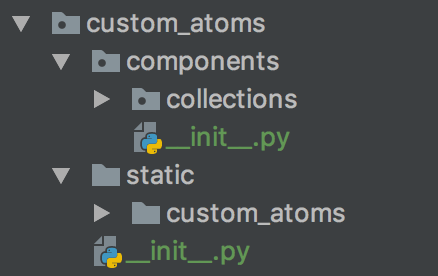 custom_atoms
components
collections
__init__.py
static
custom_atoms
__init__.py